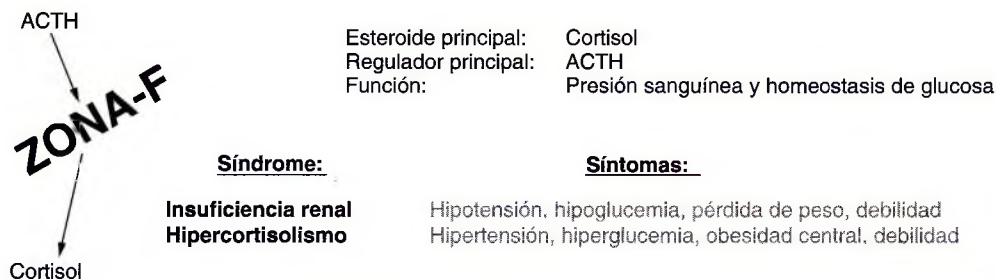 ACTH
Esteroide principal: Cortisol
Regulador principal: ACTH
Función: Presión sanguínea y homeostasis de glucosa
ZONA-F
Síndrome: Síntomas:
Insuficiencia renal Hipotensión, hipoglucemia, pérdida de peso, debilidad
Hipercortisolismo Hipertensión, hiperglucemia, obesidad central, debilidad
Cortisol